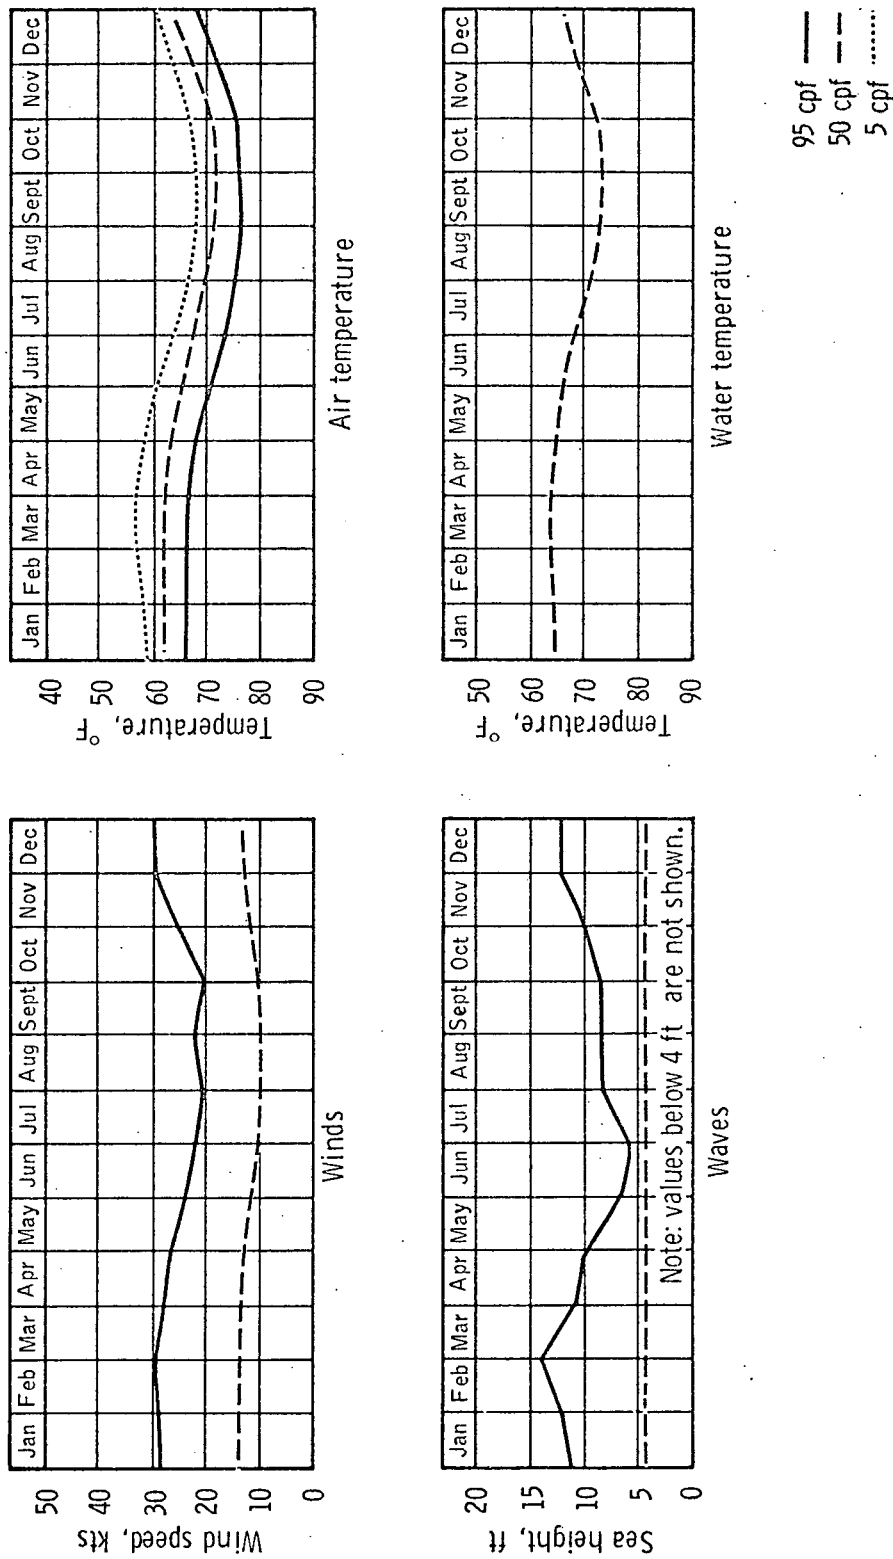 Jan Feb Mar Apr May Jun Jul Aug Sept Oct Nov Dec
50
40
30
20
10
0
Wind speed, kts
Winds
Jan Feb Mar Apr May Jun Jul Aug Sept Oct Nov Dec
40
50
60
70
80
90
Temperature, °F
Air temperature
Jan Feb Mar Apr May Jun Jul Aug Sept Oct Nov Dec
20
15
10
5
0
Sea height, ft
Note: values below 4 ft are not shown.
Waves
Jan Feb Mar Apr May Jun Jul Aug Sept Oct Nov Dec
50
60
70
80
90
Temperature, °F
Water temperature
95 cpf
50 cpf
5 cpf